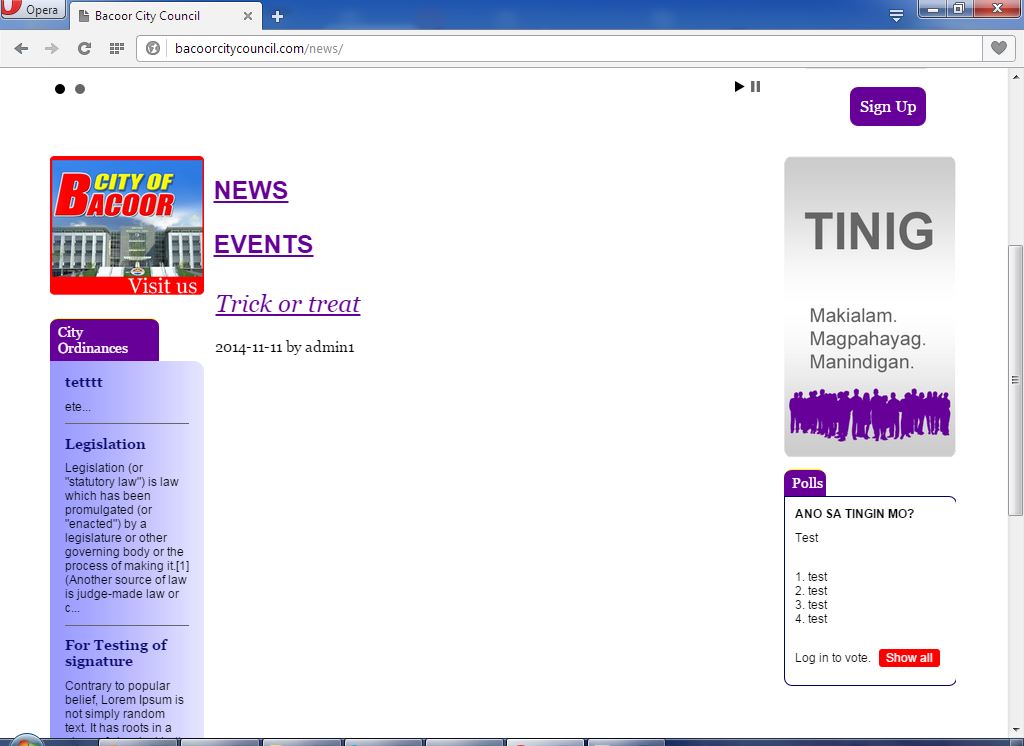 Opera
Bacoor City Council
bacoorcitycouncil.com/news/
Sign Up
CITY OF
BACOOR
Visit us
NEWS
EVENTS
Trick or treat
2014-11-11 by admin1
City
Ordinances
tetttt
ete...
Legislation
Legislation (or
"statutory law") is law
which has been
promulgated (or
"enacted") by a
legislature or other
governing body or the
process of making it.[1]
(Another source of law
is judge-made law or
c...
For Testing of
signature
Contrary to popular
belief, Lorem Ipsum is
not simply random
text. It has roots in a
TINIG
Makialam.
Magpahayag.
Manindigan.
Polls
ANO SA TINGIN MO?
Test
1. test
2. test
3. test
4. test
Log in to vote. Show all